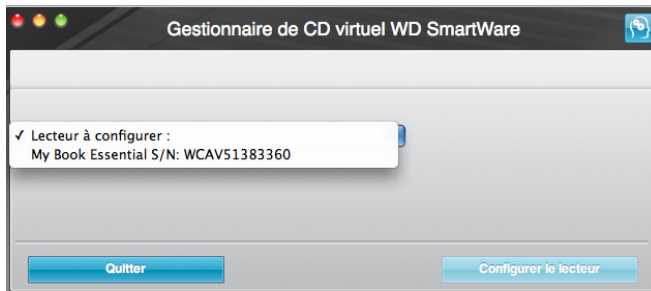 Gestionnaire de CD virtuel WD SmartWare
✓ Lecteur à configurer :
My Book Essential S/N: WCAV51383360
Quitter
Configurer le lecteur